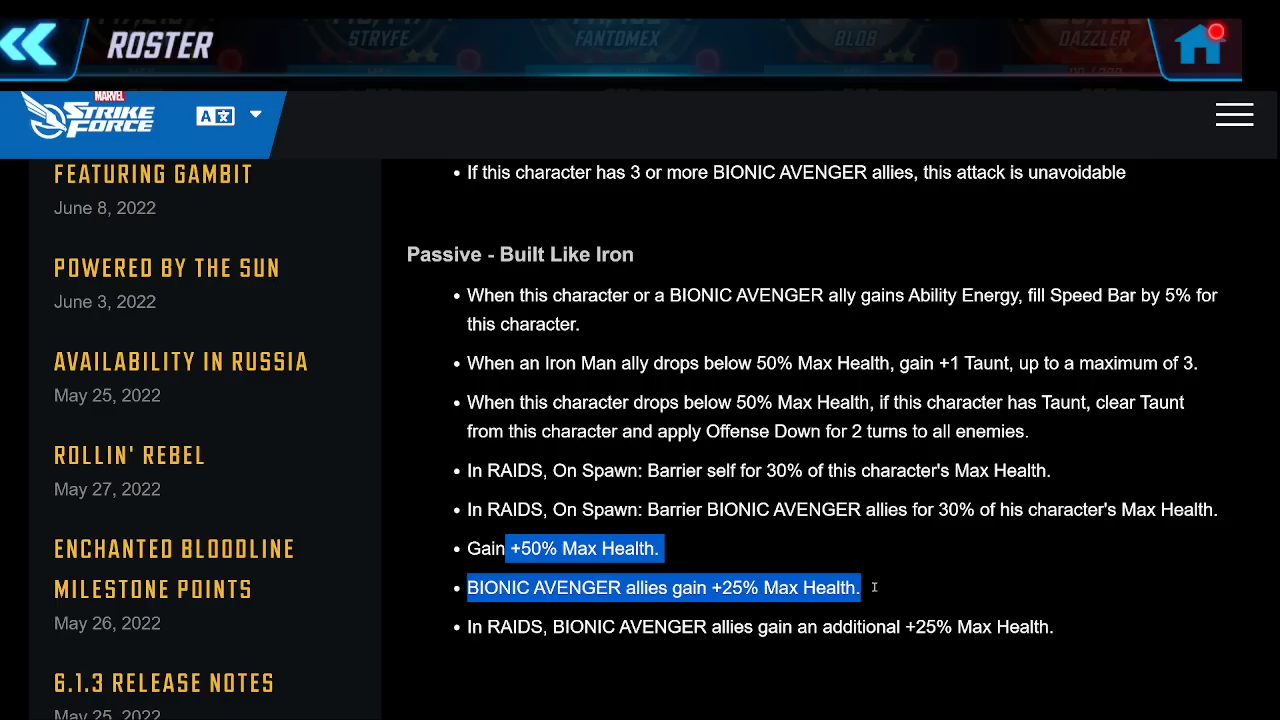 ROSTER
STRYFE
FANTOMEX
BLOB
DAZZLER
MARVEL
STRIKE
FORCE
FEATURING GAMBIT
June 8, 2022
POWERED BY THE SUN
June 3, 2022
AVAILABILITY IN RUSSIA
May 25, 2022
ROLLIN' REBEL
May 27, 2022
ENCHANTED BLOODLINE
MILESTONE POINTS
May 26, 2022
6.1.3 RELEASE NOTES
May 25, 2022
• If this character has 3 or more BIONIC AVENGER allies, this attack is unavoidable
Passive - Built Like Iron
• When this character or a BIONIC AVENGER ally gains Ability Energy, fill Speed Bar by 5% for
this character.
• When an Iron Man ally drops below 50% Max Health, gain +1 Taunt, up to a maximum of 3.
• When this character drops below 50% Max Health, if this character has Taunt, clear Taunt
from this character and apply Offense Down for 2 turns to all enemies.
• In RAIDS, On Spawn: Barrier self for 30% of this character's Max Health.
• In RAIDS, On Spawn: Barrier BIONIC AVENGER allies for 30% of his character's Max Health.
• Gain +50% Max Health.
• BIONIC AVENGER allies gain +25% Max Health.
• In RAIDS, BIONIC AVENGER allies gain an additional +25% Max Health.